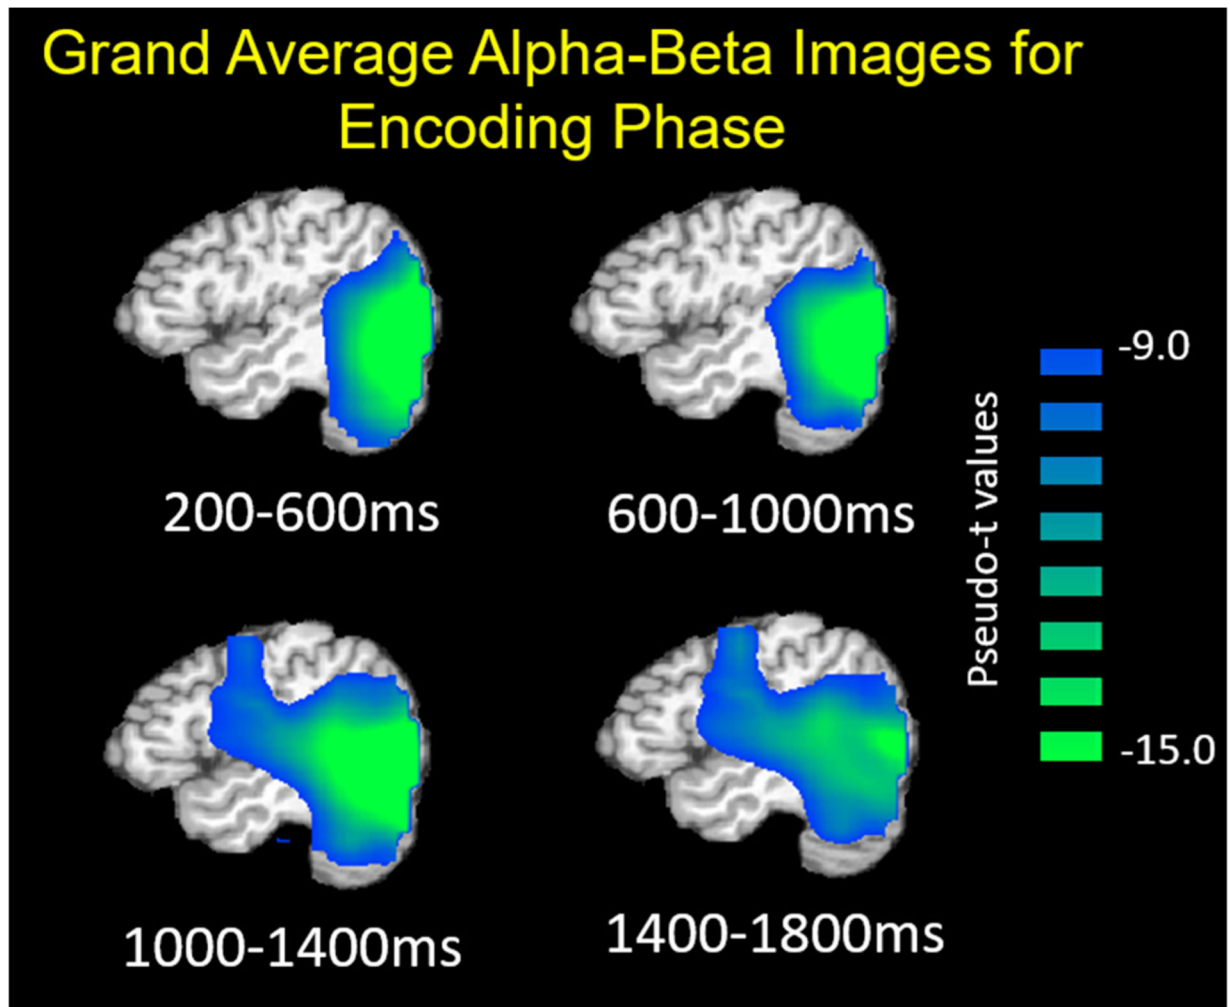 Grand Average Alpha-Beta Images for
Encoding Phase
200-600ms
600-1000ms
1000-1400ms
1400-1800ms
Pseudo-t values
-9.0
-15.0